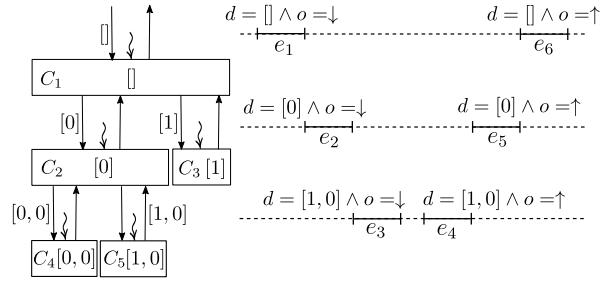 []
C₁ []
[0]
[1]
C₂ [0]
C₃ [1]
[0,0]
[1,0]
C₄[0,0]
C₅[1,0]
d = [] ∧ o =↓
e₁
d = [] ∧ o =↑
e₆
d = [0] ∧ o =↓
e₂
d = [0] ∧ o =↑
e₅
d = [1,0] ∧ o =↓
e₃
d = [1,0] ∧ o =↑
e₄